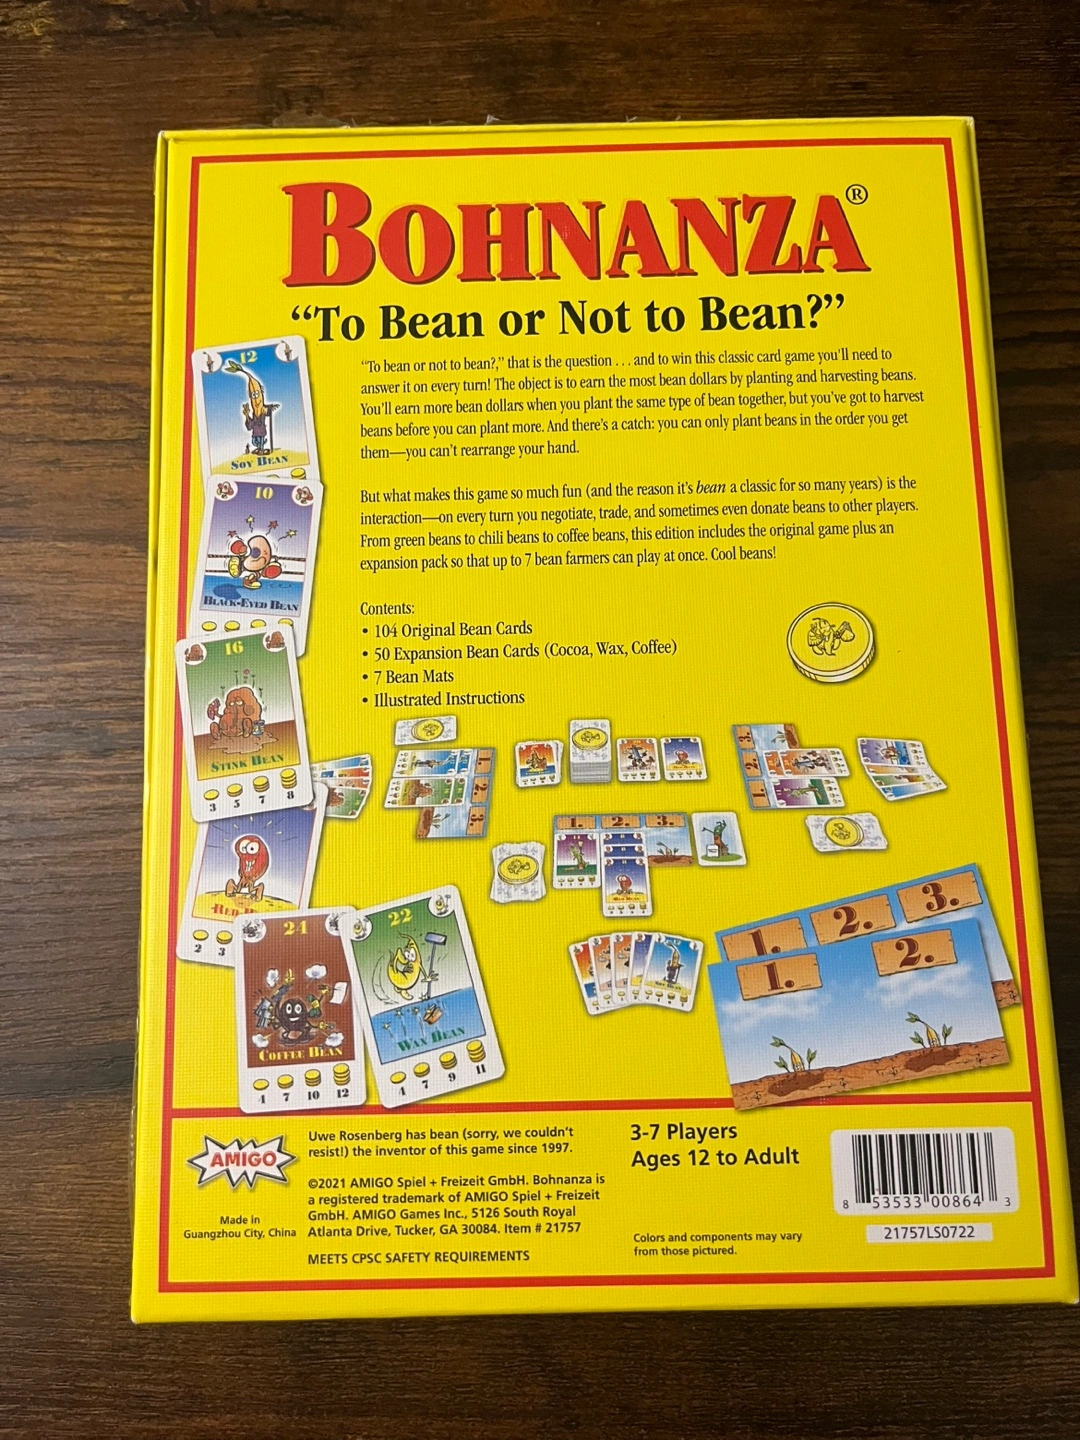 BOHNANZA®
“To Bean or Not to Bean?”
“To bean or not to bean?,” that is the question . . . and to win this classic card game you’ll need to
answer it on every turn! The object is to earn the most bean dollars by planting and harvesting beans.
You’ll earn more bean dollars when you plant the same type of bean together, but you’ve got to harvest
beans before you can plant more. And there’s a catch: you can only plant beans in the order you get
them—you can’t rearrange your hand.
But what makes this game so much fun (and the reason it’s bean a classic for so many years) is the
interaction—on every turn you negotiate, trade, and sometimes even donate beans to other players.
From green beans to chili beans to coffee beans, this edition includes the original game plus an
expansion pack so that up to 7 bean farmers can play at once. Cool beans!
Contents:
• 104 Original Bean Cards
• 50 Expansion Bean Cards (Cocoa, Wax, Coffee)
• 7 Bean Mats
• Illustrated Instructions
12
SOY BEAN
10
BLACK-EYED BEAN
16
STINK BEAN
3 5 7 8
RED
2 3
24
COFFEE BEAN
4 7 10 12
22
WAX BEAN
4 7 9 11
1.
2.
3.
3.
2.
1.
1. 2. 3.
RED BEAN
1. 2. 3.
1. 2.
AMIGO
Made in
Guangzhou City, China
Uwe Rosenberg has bean (sorry, we couldn’t
resist!) the inventor of this game since 1997.
©2021 AMIGO Spiel + Freizeit GmbH. Bohnanza is
a registered trademark of AMIGO Spiel + Freizeit
GmbH. AMIGO Games Inc., 5126 South Royal
Atlanta Drive, Tucker, GA 30084. Item # 21757
MEETS CPSC SAFETY REQUIREMENTS
3-7 Players
Ages 12 to Adult
Colors and components may vary
from those pictured.
8 53533 00864 3
21757LS0722